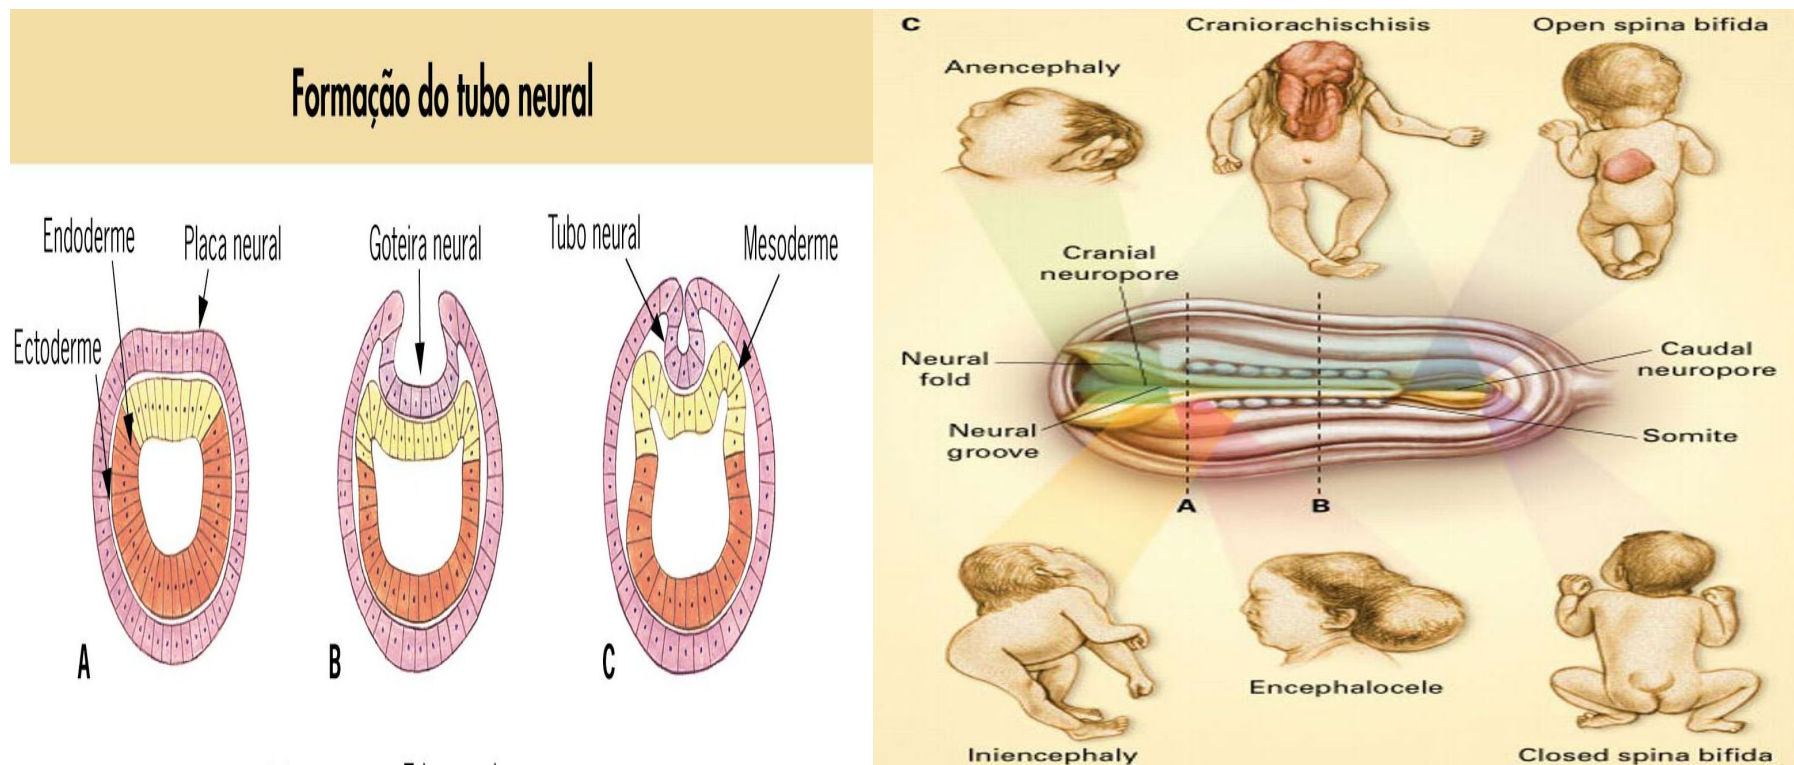 Formação do tubo neural
Endoderme
Placa neural
Goteira neural
Tubo neural
Mesoderme
Ectoderme
A
B
C
C
Craniorachischisis
Open spina bifida
Anencephaly
Cranial
neuropore
Neural
fold
Caudal
neuropore
Neural
groove
Somite
A
B
Encephalocele
Iniencephaly
Closed spina bifida